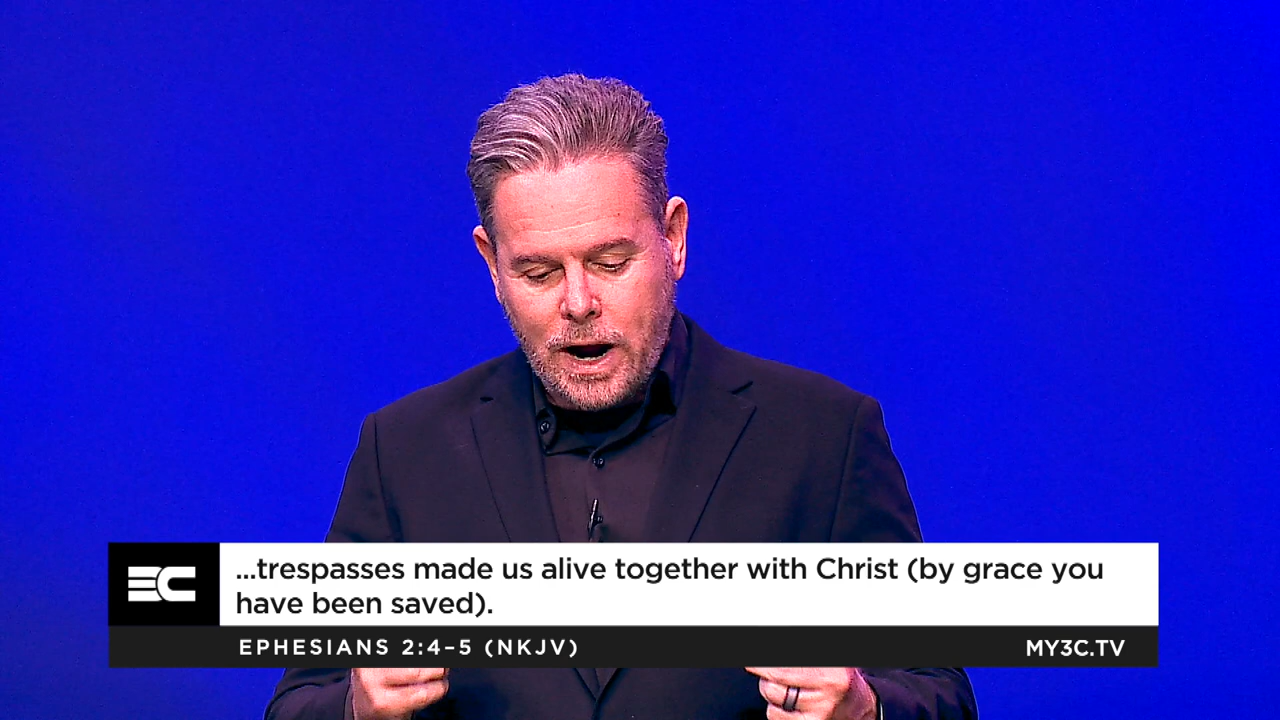 ...trespasses made us alive together with Christ (by grace you
have been saved).
3C
EPHESIANS 2:4–5 (NKJV)
MY3C.TV